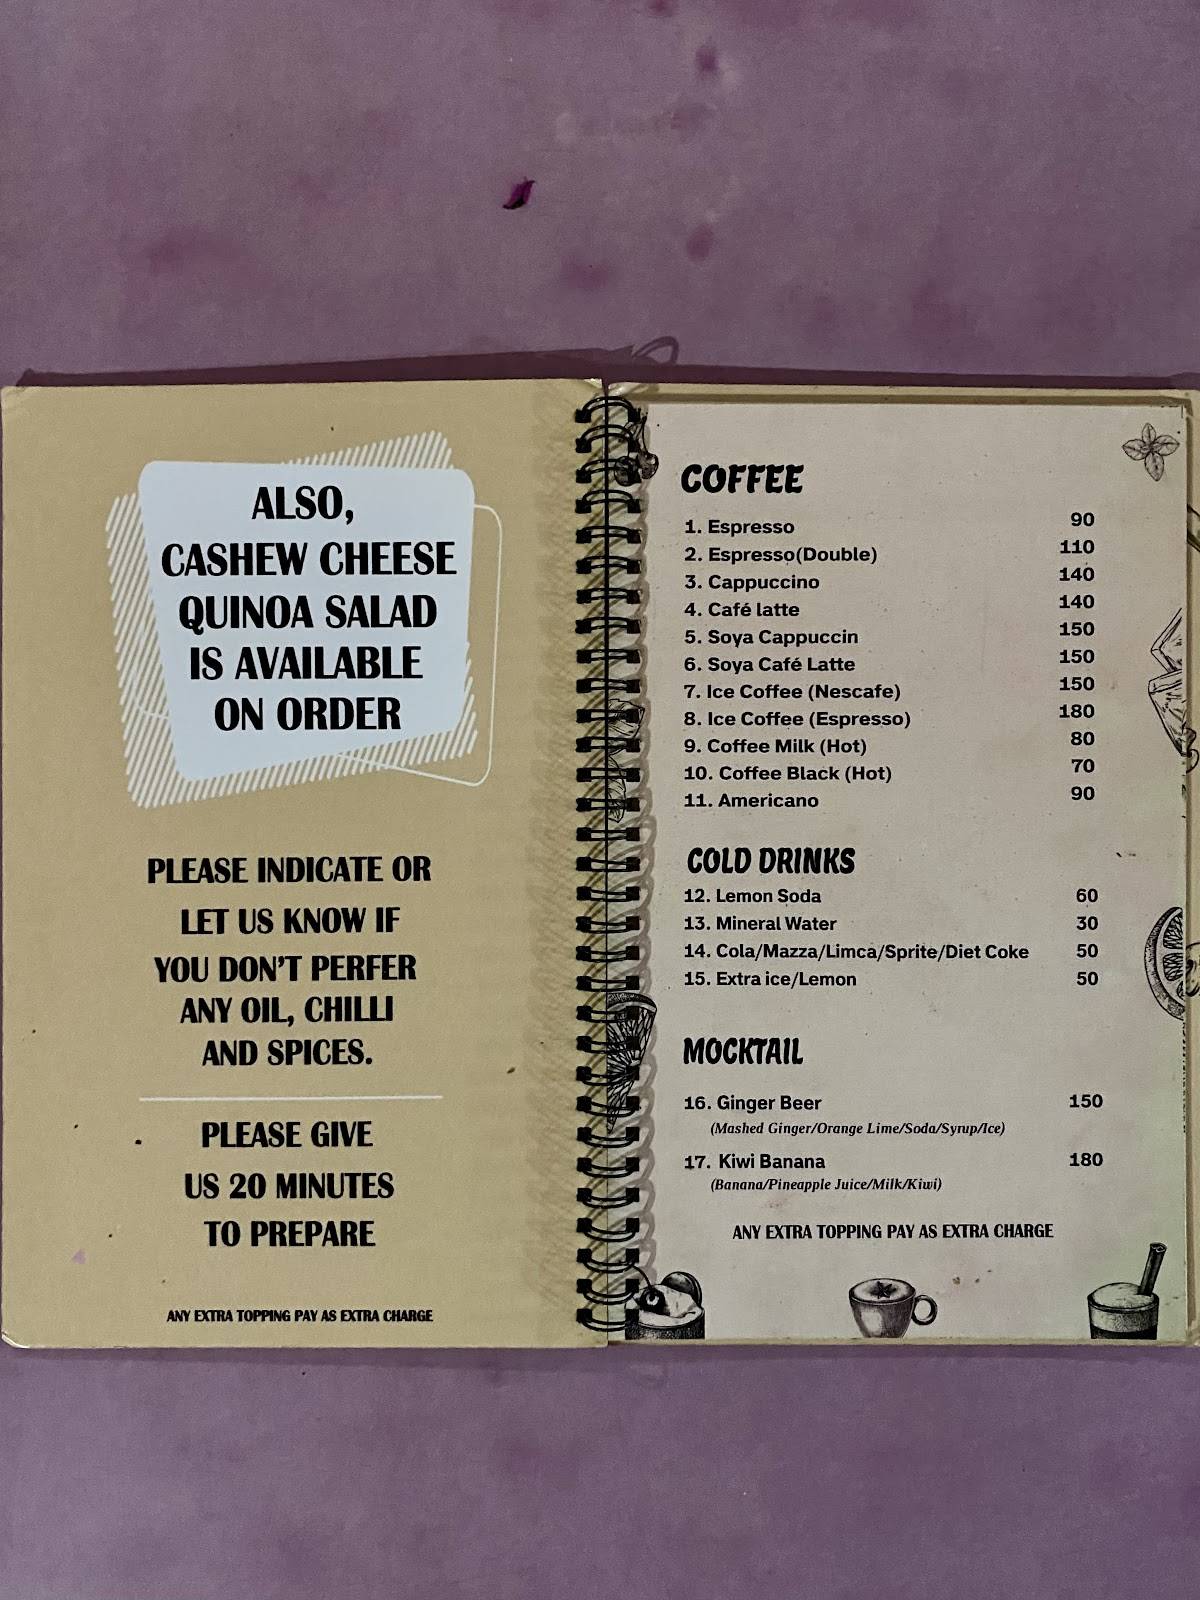 ALSO,
CASHEW CHEESE
QUINOA SALAD
IS AVAILABLE
ON ORDER
PLEASE INDICATE OR
LET US KNOW IF
YOU DON'T PERFER
ANY OIL, CHILLI
AND SPICES.
PLEASE GIVE
US 20 MINUTES
TO PREPARE
ANY EXTRA TOPPING PAY AS EXTRA CHARGE
COFFEE
1. Espresso 90
2. Espresso(Double) 110
3. Cappuccino 140
4. Café latte 140
5. Soya Cappuccin 150
6. Soya Café Latte 150
7. Ice Coffee (Nescafe) 150
8. Ice Coffee (Espresso) 180
9. Coffee Milk (Hot) 80
10. Coffee Black (Hot) 70
11. Americano 90
COLD DRINKS
12. Lemon Soda 60
13. Mineral Water 30
14. Cola/Mazza/Limca/Sprite/Diet Coke 50
15. Extra ice/Lemon 50
MOCKTAIL
16. Ginger Beer 150
(Mashed Ginger/Orange Lime/Soda/Syrup/Ice)
17. Kiwi Banana 180
(Banana/Pineapple Juice/Milk/Kiwi)
ANY EXTRA TOPPING PAY AS EXTRA CHARGE